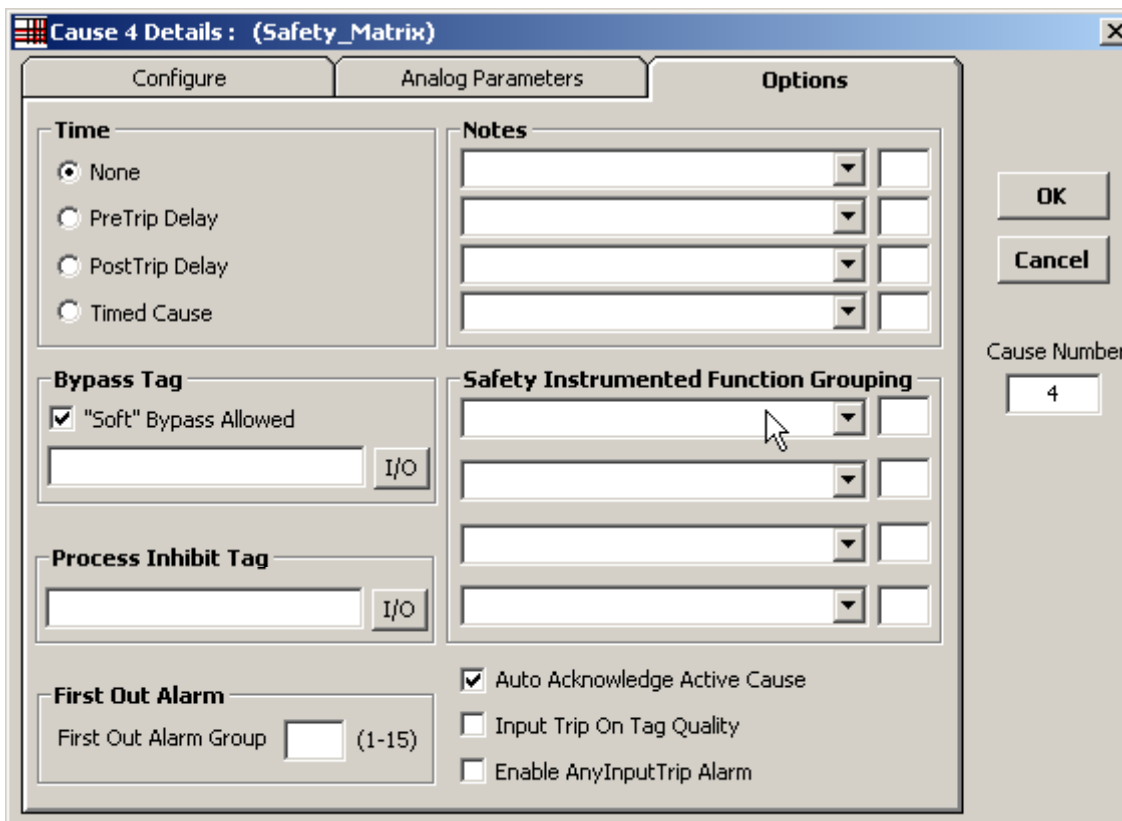 Cause 4 Details :   (Safety_Matrix)
Configure
Analog Parameters
Options
Time
None
PreTrip Delay
PostTrip Delay
Timed Cause
Notes
OK
Cancel
Cause Number
4
Bypass Tag
"Soft" Bypass Allowed
I/O
Safety Instrumented Function Grouping
Process Inhibit Tag
I/O
First Out Alarm
First Out Alarm Group (1-15)
Auto Acknowledge Active Cause
Input Trip On Tag Quality
Enable AnyInputTrip Alarm